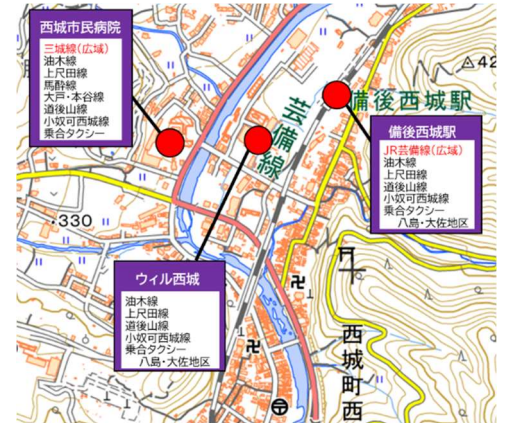 西城市民病院
三城線(広域)
油木線
上尺田線
馬酔線
大戸・本谷線
道後山線
小奴可西城線
乗合タクシー
備後西城駅
芸備線
備後西城駅
JR芸備線(広域)
油木線
上尺田線
道後山線
小奴可西城線
乗合タクシー
八鳥・大佐地区
・330
ウィル西城
油木線
上尺田線
道後山線
小奴可西城線
乗合タクシー
八鳥・大佐地区
西城町西